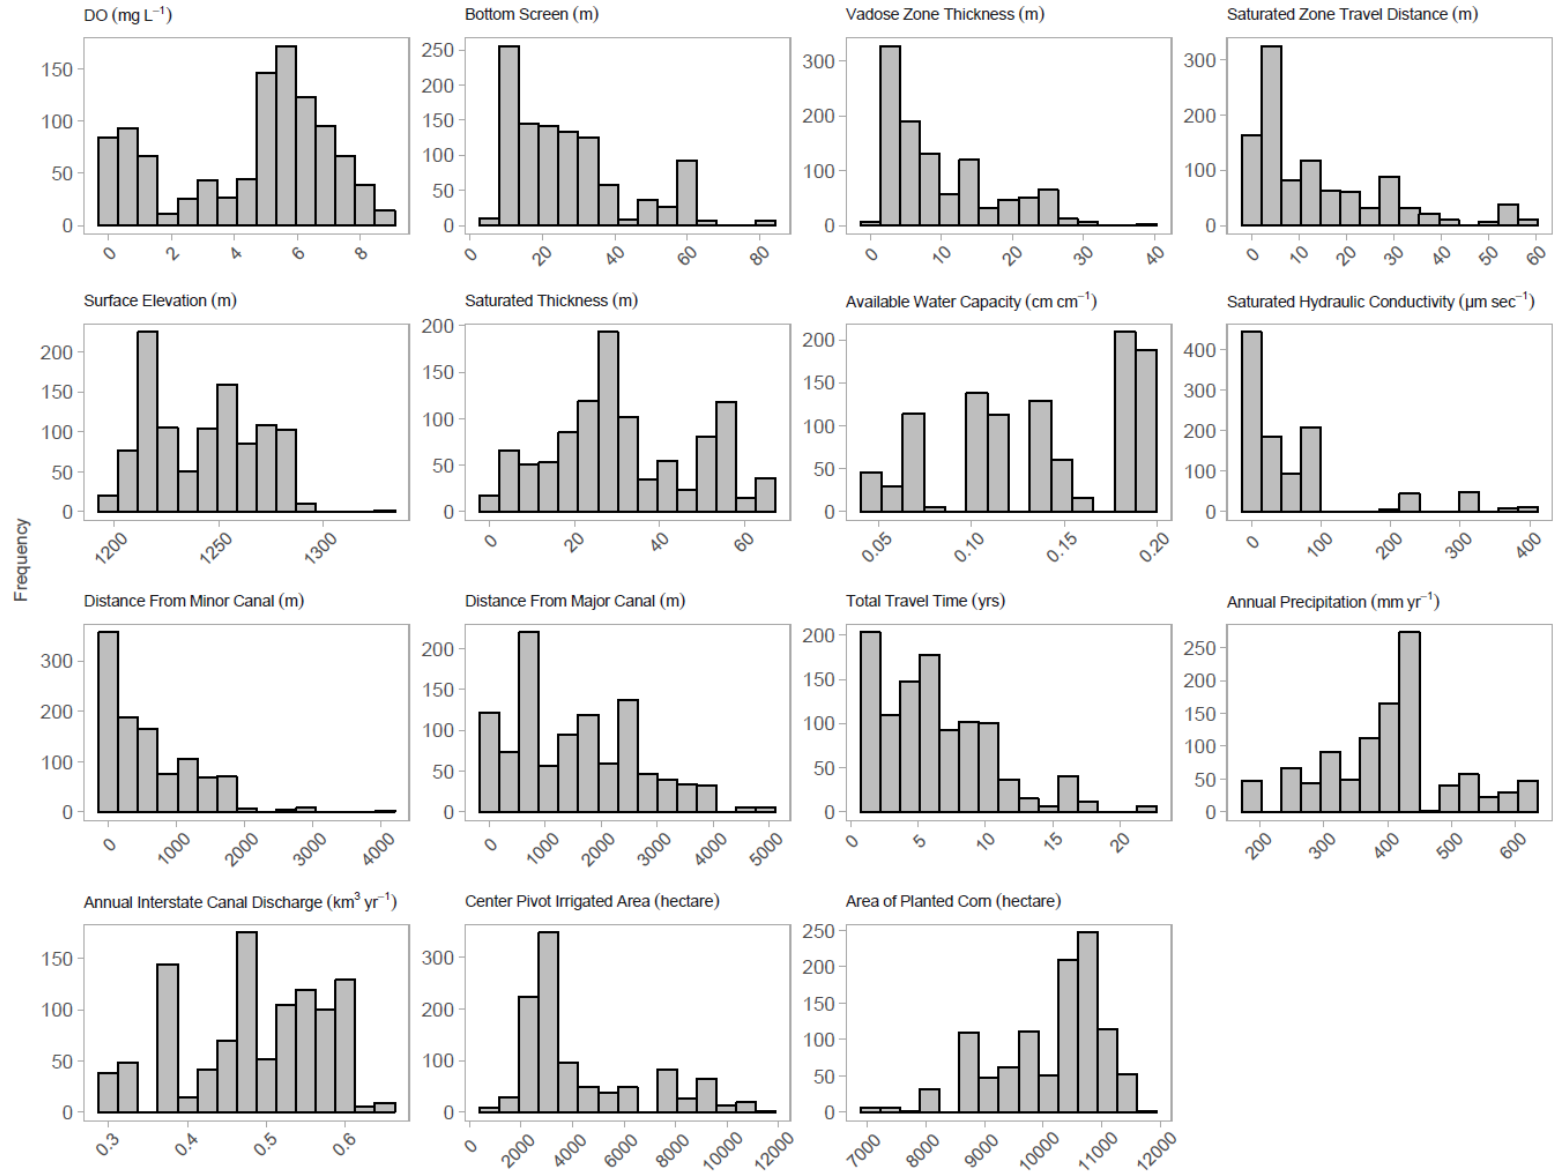 DO (mg L⁻¹)
150
100
50
0
0 2 4 6 8
Bottom Screen (m)
250
200
150
100
50
0
0 20 40 60 80
Vadose Zone Thickness (m)
300
200
100
0
0 10 20 30 40
Saturated Zone Travel Distance (m)
300
200
100
0
0 10 20 30 40 50 60
Frequency
Surface Elevation (m)
200
150
100
50
0
1200 1250 1300
Saturated Thickness (m)
200
150
100
50
0
0 20 40 60
Available Water Capacity (cm cm⁻¹)
200
150
100
50
0
0.05 0.10 0.15 0.20
Saturated Hydraulic Conductivity (μm sec⁻¹)
400
300
200
100
0
0 100 200 300 400
Distance From Minor Canal (m)
300
200
100
0
0 1000 2000 3000 4000
Distance From Major Canal (m)
200
150
100
50
0
0 1000 2000 3000 4000 5000
Total Travel Time (yrs)
200
150
100
50
0
0 5 10 15 20
Annual Precipitation (mm yr⁻¹)
250
200
150
100
50
0
200 300 400 500 600
Annual Interstate Canal Discharge (km³ yr⁻¹)
150
100
50
0
0.3 0.4 0.5 0.6
Center Pivot Irrigated Area (hectare)
300
200
100
0
0 2000 4000 6000 8000 10000 12000
Area of Planted Corn (hectare)
250
200
150
100
50
0
7000 8000 9000 10000 11000 12000